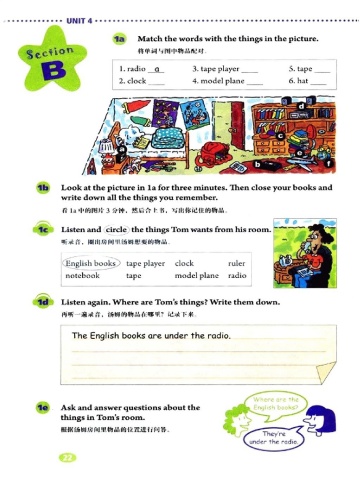 UNIT 4
Section
B
1a Match the words with the things in the picture.
将单词与图中物品配对。
1. radio a 3. tape player ____ 5. tape ____
2. clock ____ 4. model plane ____ 6. hat ____
d
b
1b Look at the picture in 1a for three minutes. Then close your books and
write down all the things you remember.
看 1a 中的图片 3 分钟，然后合上书，写出你记住的物品。
1c Listen and circle the things Tom wants from his room.
听录音，圈出房间里汤姆想要的物品。
English books tape player clock ruler
notebook tape model plane radio
1d Listen again. Where are Tom's things? Write them down.
再听一遍录音，汤姆的物品在哪里？记录下来。
The English books are under the radio.
1e Ask and answer questions about the
things in Tom's room.
根据汤姆房间里物品的位置进行问答。
Where are the
English books?
They're
under the radio.
22